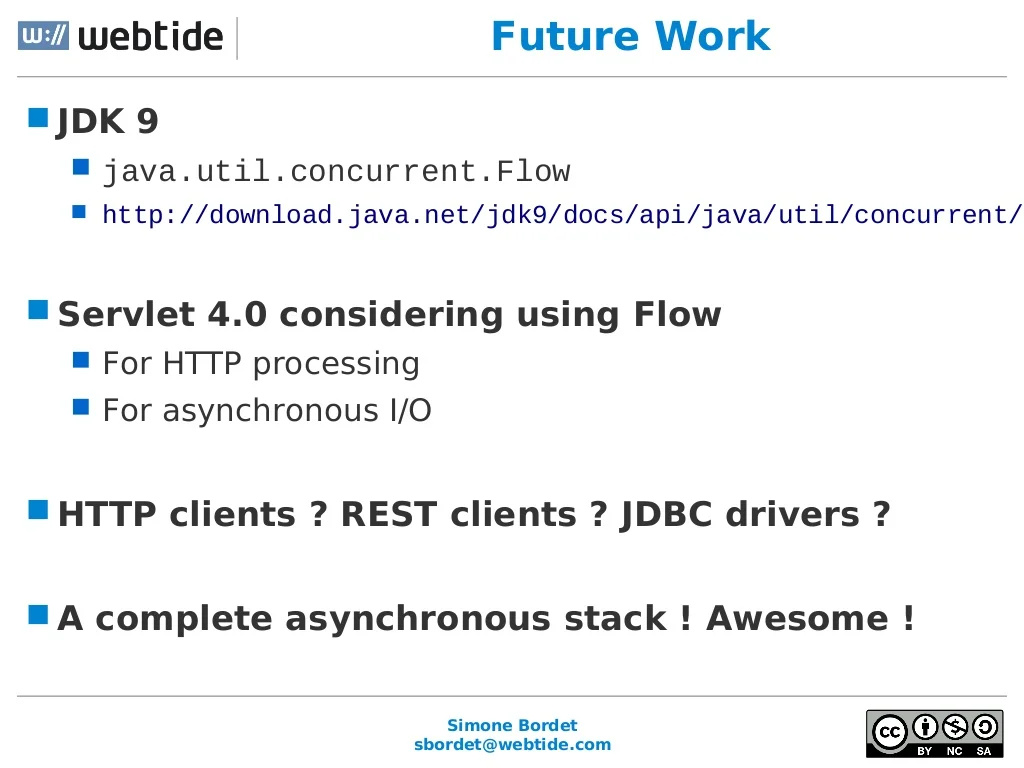 w:// webtide
Future Work
JDK 9
java.util.concurrent.Flow
http://download.java.net/jdk9/docs/api/java/util/concurrent/
Servlet 4.0 considering using Flow
For HTTP processing
For asynchronous I/O
HTTP clients ? REST clients ? JDBC drivers ?
A complete asynchronous stack ! Awesome !
Simone Bordet
sbordet@webtide.com
cc
BY NC SA